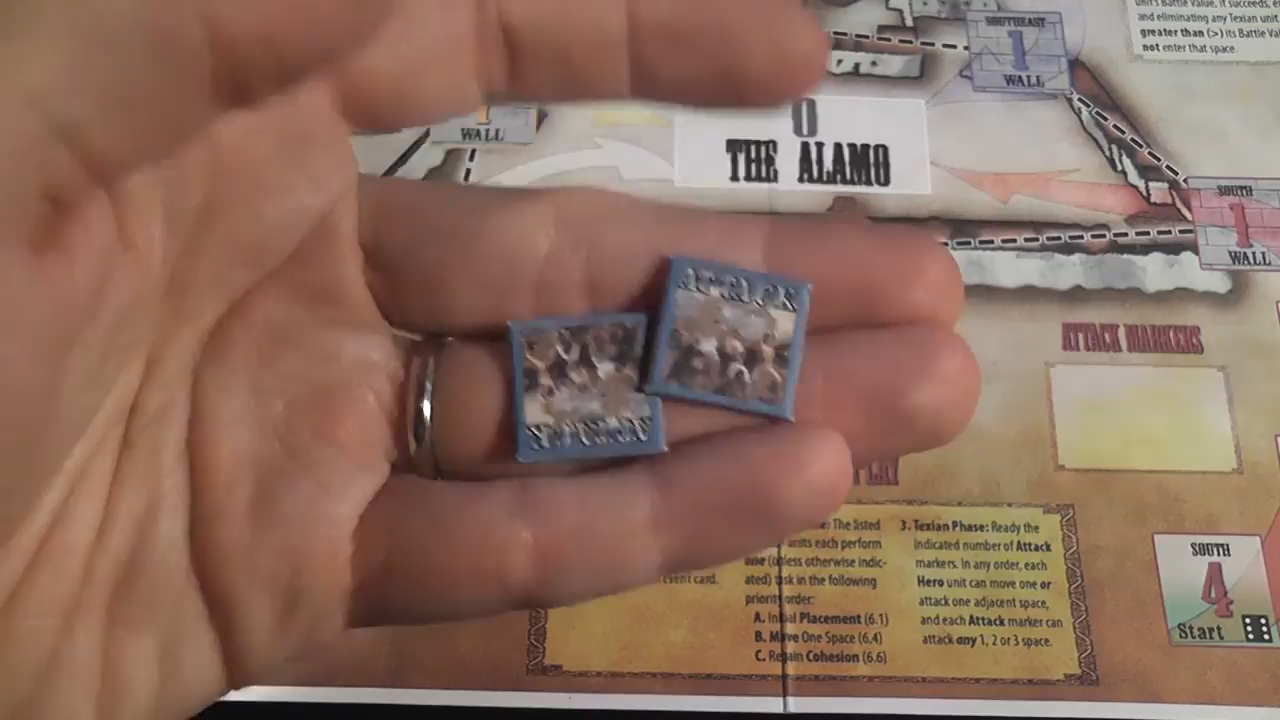 unit's Battle Value, it succeeds, e
and eliminating any Texian unit
greater than (>) its Battle Va
not enter that space.
SOUTHEAST
1
WALL
WALL
0
THE ALAMO
SOUTH
1
WALL
ATTACK
ATTACK
ATTACK MARKERS
PLAY
The listed
units each perform
one (unless otherwise indic-
ated) task in the following
priority order:
A. Initial Placement (6.1)
B. Move One Space (6.4)
C. Regain Cohesion (6.6)
event card.
3. Texian Phase: Ready the
indicated number of Attack
markers. In any order, each
Hero unit can move one or
attack one adjacent space,
and each Attack marker can
attack any 1, 2 or 3 space.
SOUTH
4
Start